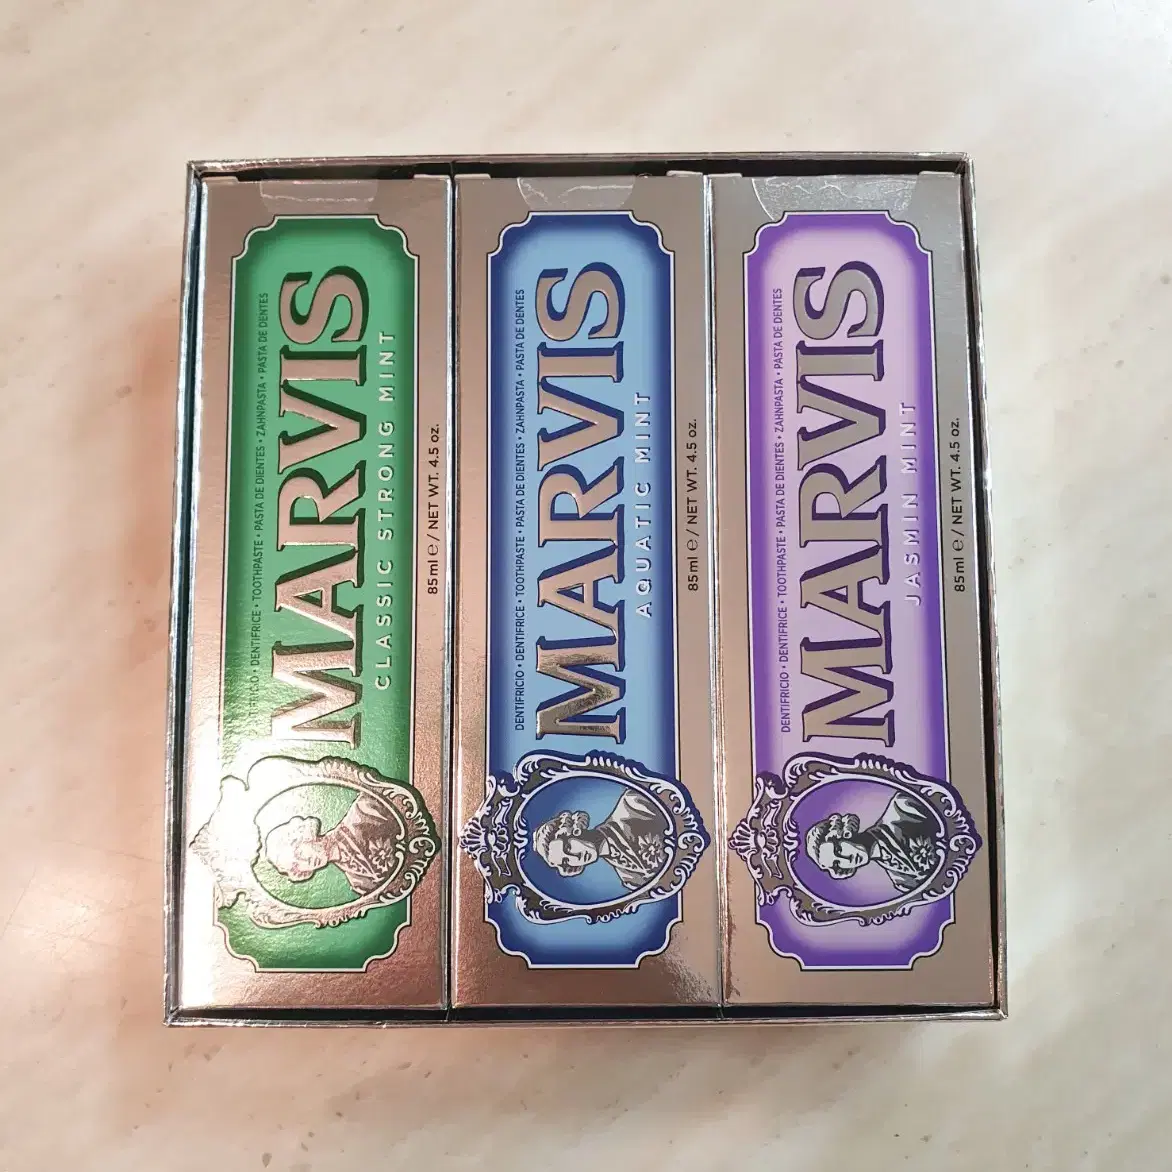 DENTIFRICIO • DENTIFRICE • TOOTHPASTE • PASTA DE DIENTES • ZAHNPASTA • PASTA DE DENTES
MARVIS
CLASSIC STRONG MINT
85 ml ℮ / NET WT. 4.5 oz.
DENTIFRICIO • DENTIFRICE • TOOTHPASTE • PASTA DE DIENTES • ZAHNPASTA • PASTA DE DENTES
MARVIS
AQUATIC MINT
85 ml ℮ / NET WT. 4.5 oz.
DENTIFRICIO • DENTIFRICE • TOOTHPASTE • PASTA DE DIENTES • ZAHNPASTA • PASTA DE DENTES
MARVIS
JASMIN MINT
85 ml ℮ / NET WT. 4.5 oz.